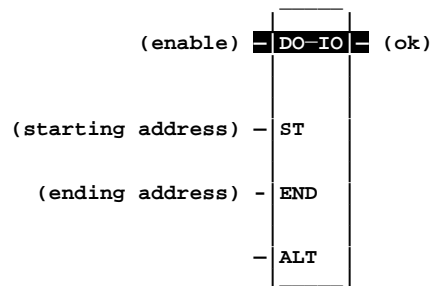 (enable) DO-IO (ok)
(starting address) ST
(ending address) END
ALT